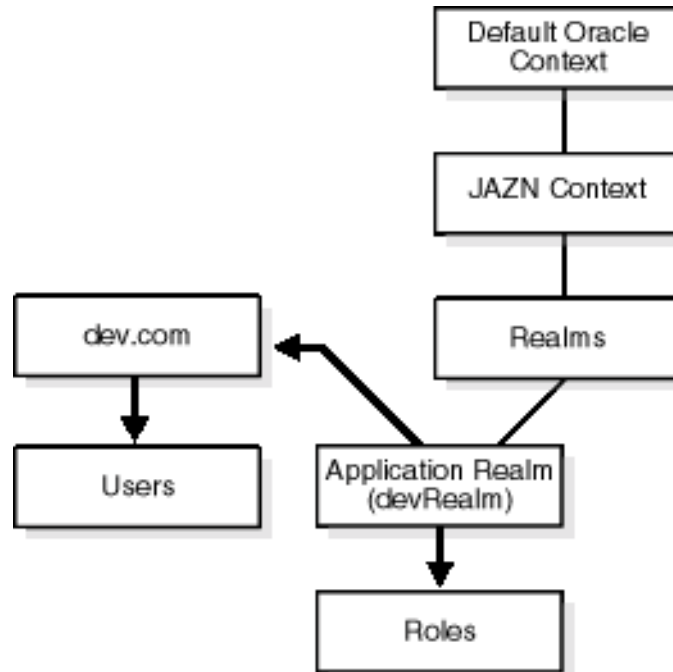 Default Oracle
Context
JAZN Context
Realms
dev.com
Users
Application Realm
(devRealm)
Roles